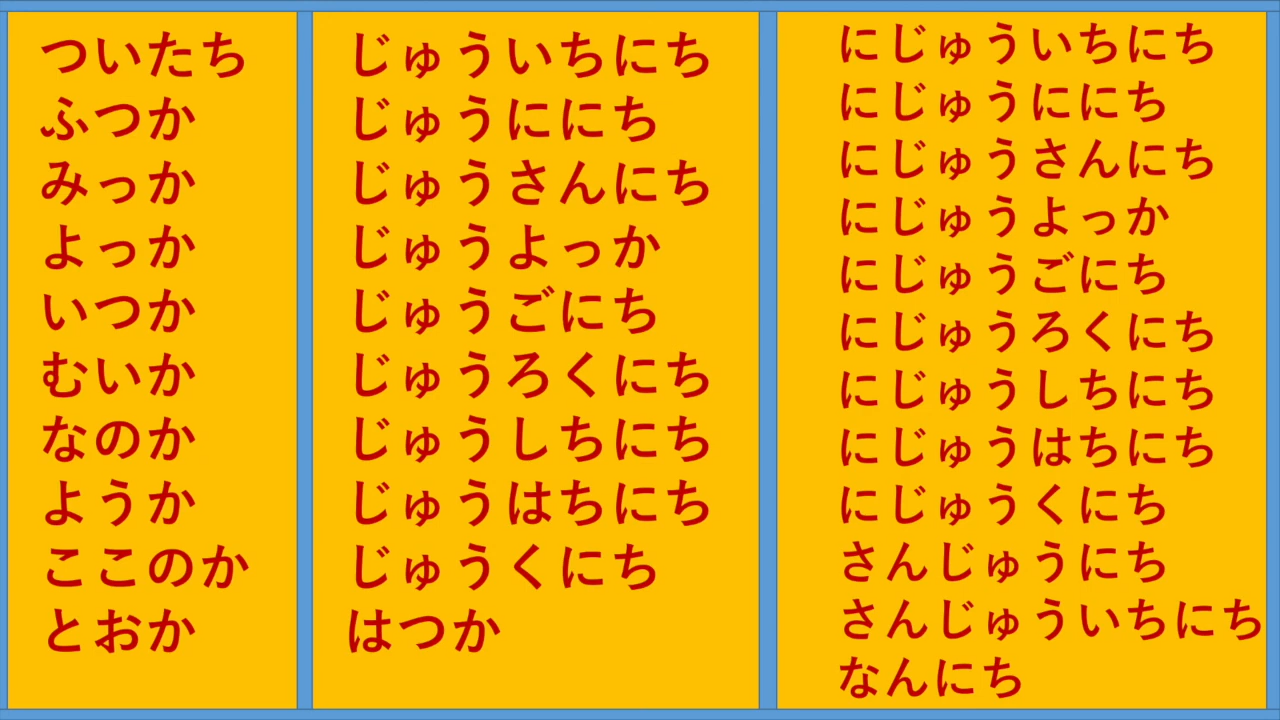 ついたち
ふつか
みっか
よっか
いつか
むいか
なのか
ようか
ここのか
とおか
じゅういちにち
じゅうににち
じゅうさんにち
じゅうよっか
じゅうごにち
じゅうろくにち
じゅうしちにち
じゅうはちにち
じゅうくにち
はつか
にじゅういちにち
にじゅうににち
にじゅうさんにち
にじゅうよっか
にじゅうごにち
にじゅうろくにち
にじゅうしちにち
にじゅうはちにち
にじゅうくにち
さんじゅうにち
さんじゅういちにち
なんにち